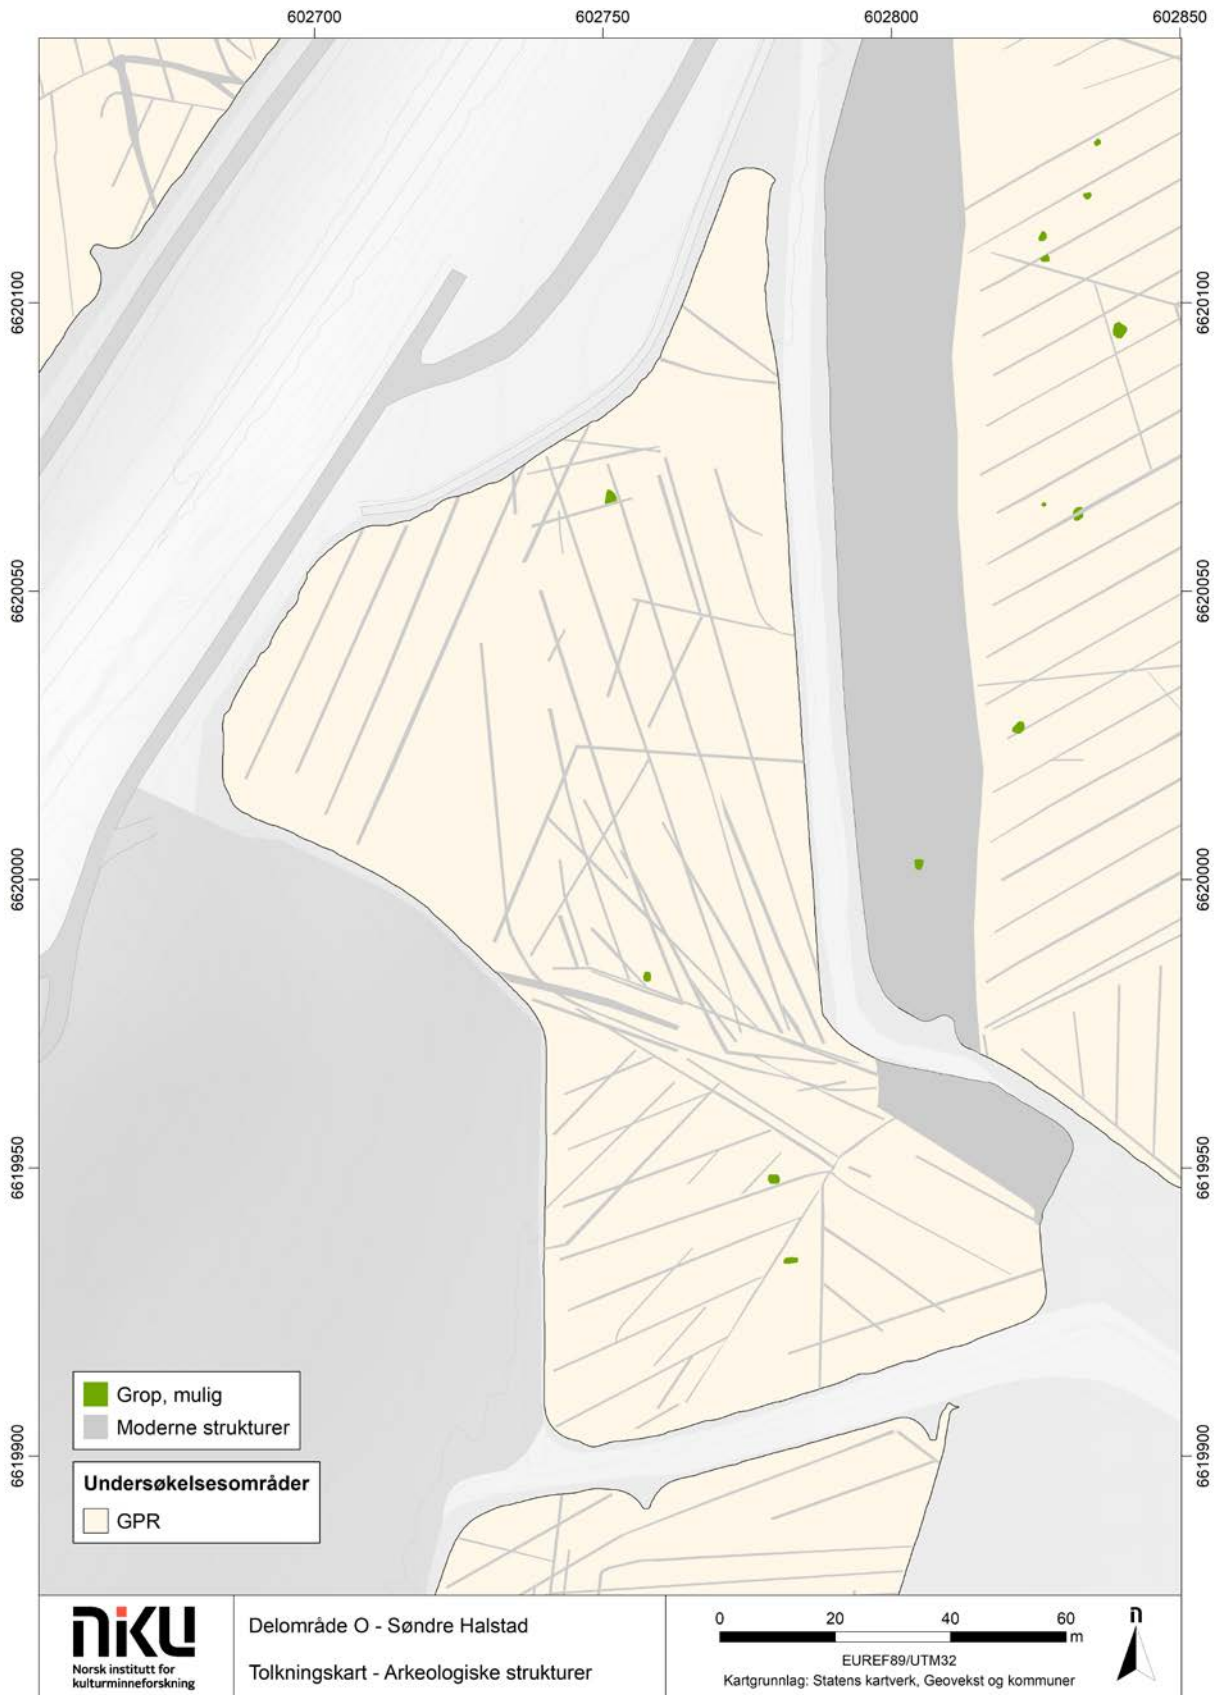 602700 602750 602800 602850
6620100 6620100
6620050 6620050
6620000 6620000
6619950 6619950
6619900 6619900
Grop, mulig
Moderne strukturer
Undersøkelsesområder
GPR
niku
Norsk institutt for
kulturminneforskning
Delområde O - Søndre Halstad
Tolkningskart - Arkeologiske strukturer
0 20 40 60
m
EUREF89/UTM32
Kartgrunnlag: Statens kartverk, Geovekst og kommuner
n